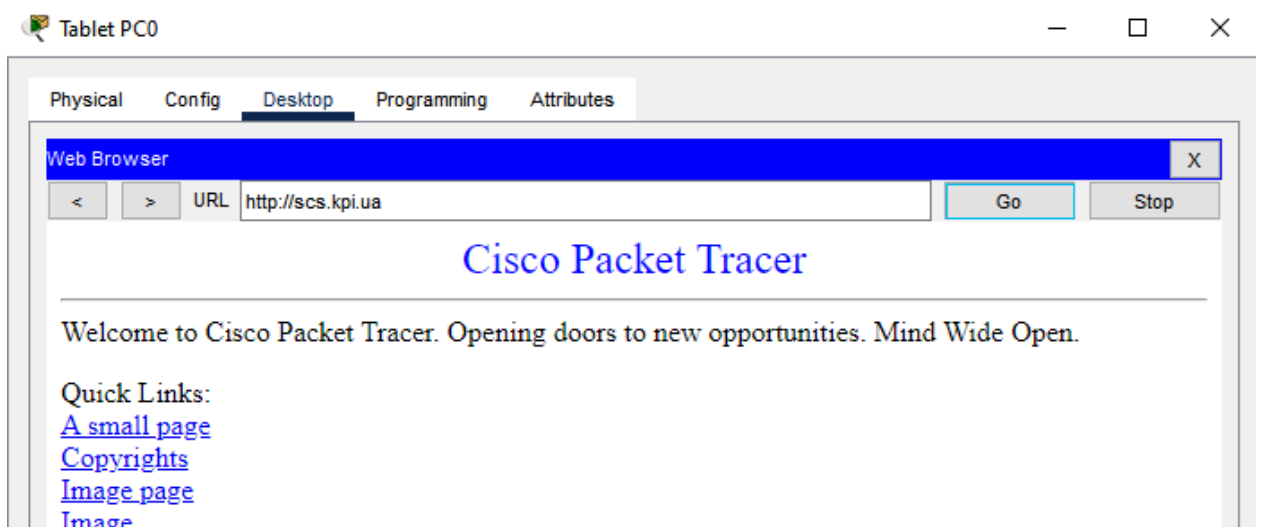 Tablet PC0
Physical Config Desktop Programming Attributes
Web Browser X
< > URL http://scs.kpi.ua Go Stop
Cisco Packet Tracer
Welcome to Cisco Packet Tracer. Opening doors to new opportunities. Mind Wide Open.
Quick Links:
A small page
Copyrights
Image page
Image